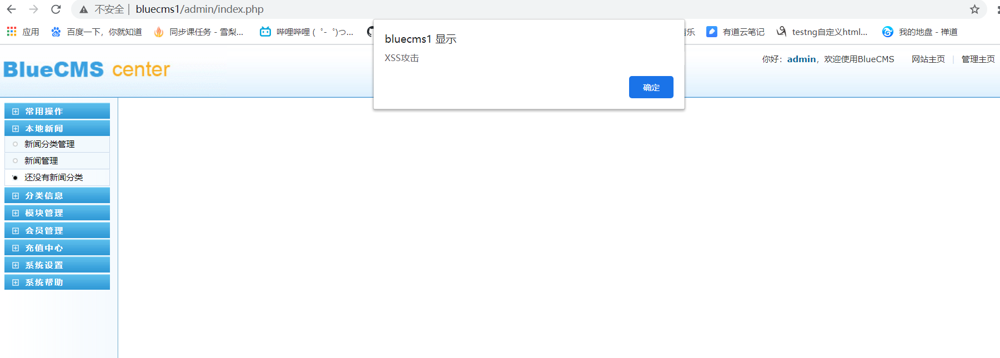 不安全 | bluecms1/admin/index.php
应用 百度一下，你就知道 同步课任务 - 雪梨... 哔哩哔哩 ( ゜- ゜)つ... 有道云笔记 testng自定义html... 我的地盘 - 禅道
bluecms1 显示
XSS攻击
确定
BlueCMS center
你好：admin，欢迎使用BlueCMS 网站主页 | 管理主页
常用操作
本地新闻
新闻分类管理
新闻管理
还没有新闻分类
分类信息
模块管理
会员管理
充值中心
系统设置
系统帮助